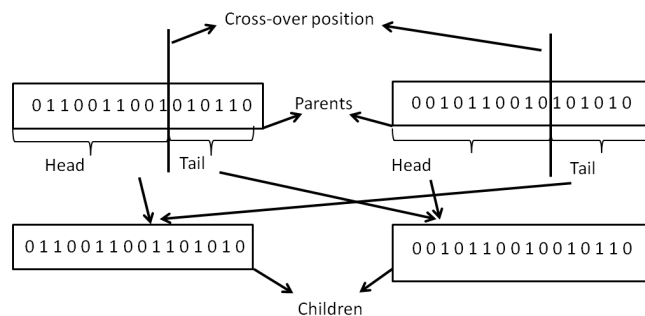 Cross-over position
0 1 1 0 0 1 1 0 0 1 0 1 0 1 1 0
Parents
0 0 1 0 1 1 0 0 1 0 1 0 1 0 1 0
Head
Tail
Head
Tail
0 1 1 0 0 1 1 0 0 1 1 0 1 0 1 0
0 0 1 0 1 1 0 0 1 0 0 1 0 1 1 0
Children